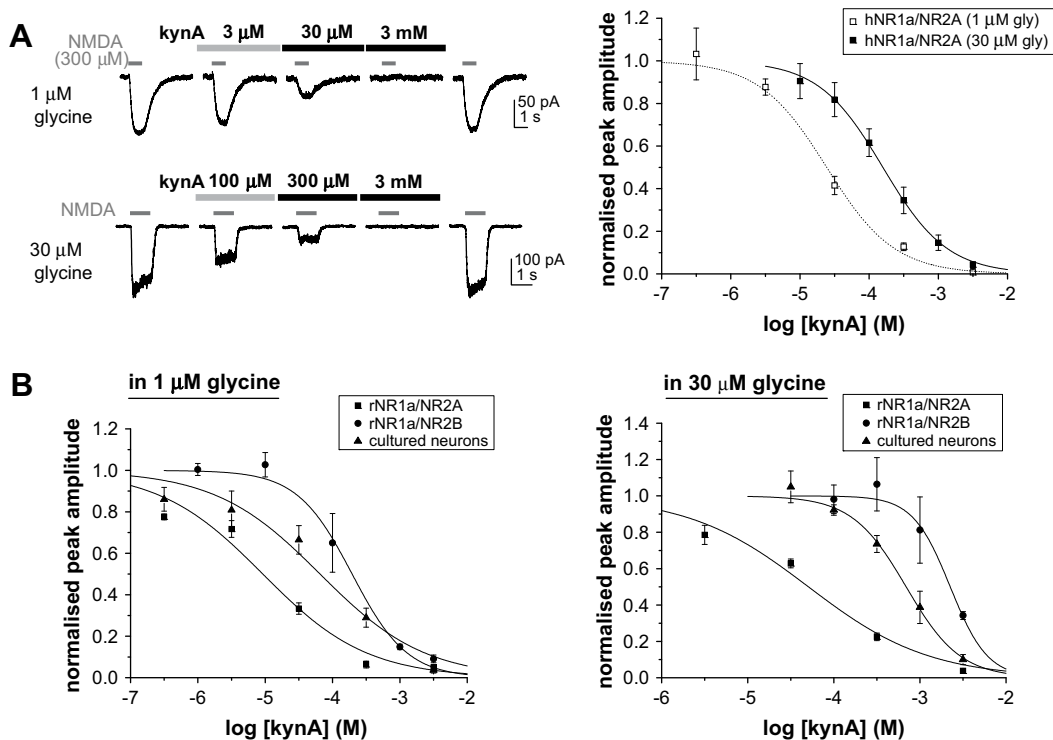 A
kynA 3 μM 30 μM 3 mM
NMDA
(300 μM)
1 μM
glycine
50 pA
1 s
kynA 100 μM 300 μM 3 mM
NMDA
30 μM
glycine
100 pA
1 s
hNR1a/NR2A (1 μM gly)
hNR1a/NR2A (30 μM gly)
normalised peak amplitude
1.2
1.0
0.8
0.6
0.4
0.2
0.0
-7 -6 -5 -4 -3 -2
log [kynA] (M)
B
in 1 μM glycine
rNR1a/NR2A
rNR1a/NR2B
cultured neurons
normalised peak amplitude
1.2
1.0
0.8
0.6
0.4
0.2
0.0
-7 -6 -5 -4 -3 -2
log [kynA] (M)
in 30 μM glycine
rNR1a/NR2A
rNR1a/NR2B
cultured neurons
normalised peak amplitude
1.4
1.2
1.0
0.8
0.6
0.4
0.2
0.0
-6 -5 -4 -3 -2
log [kynA] (M)